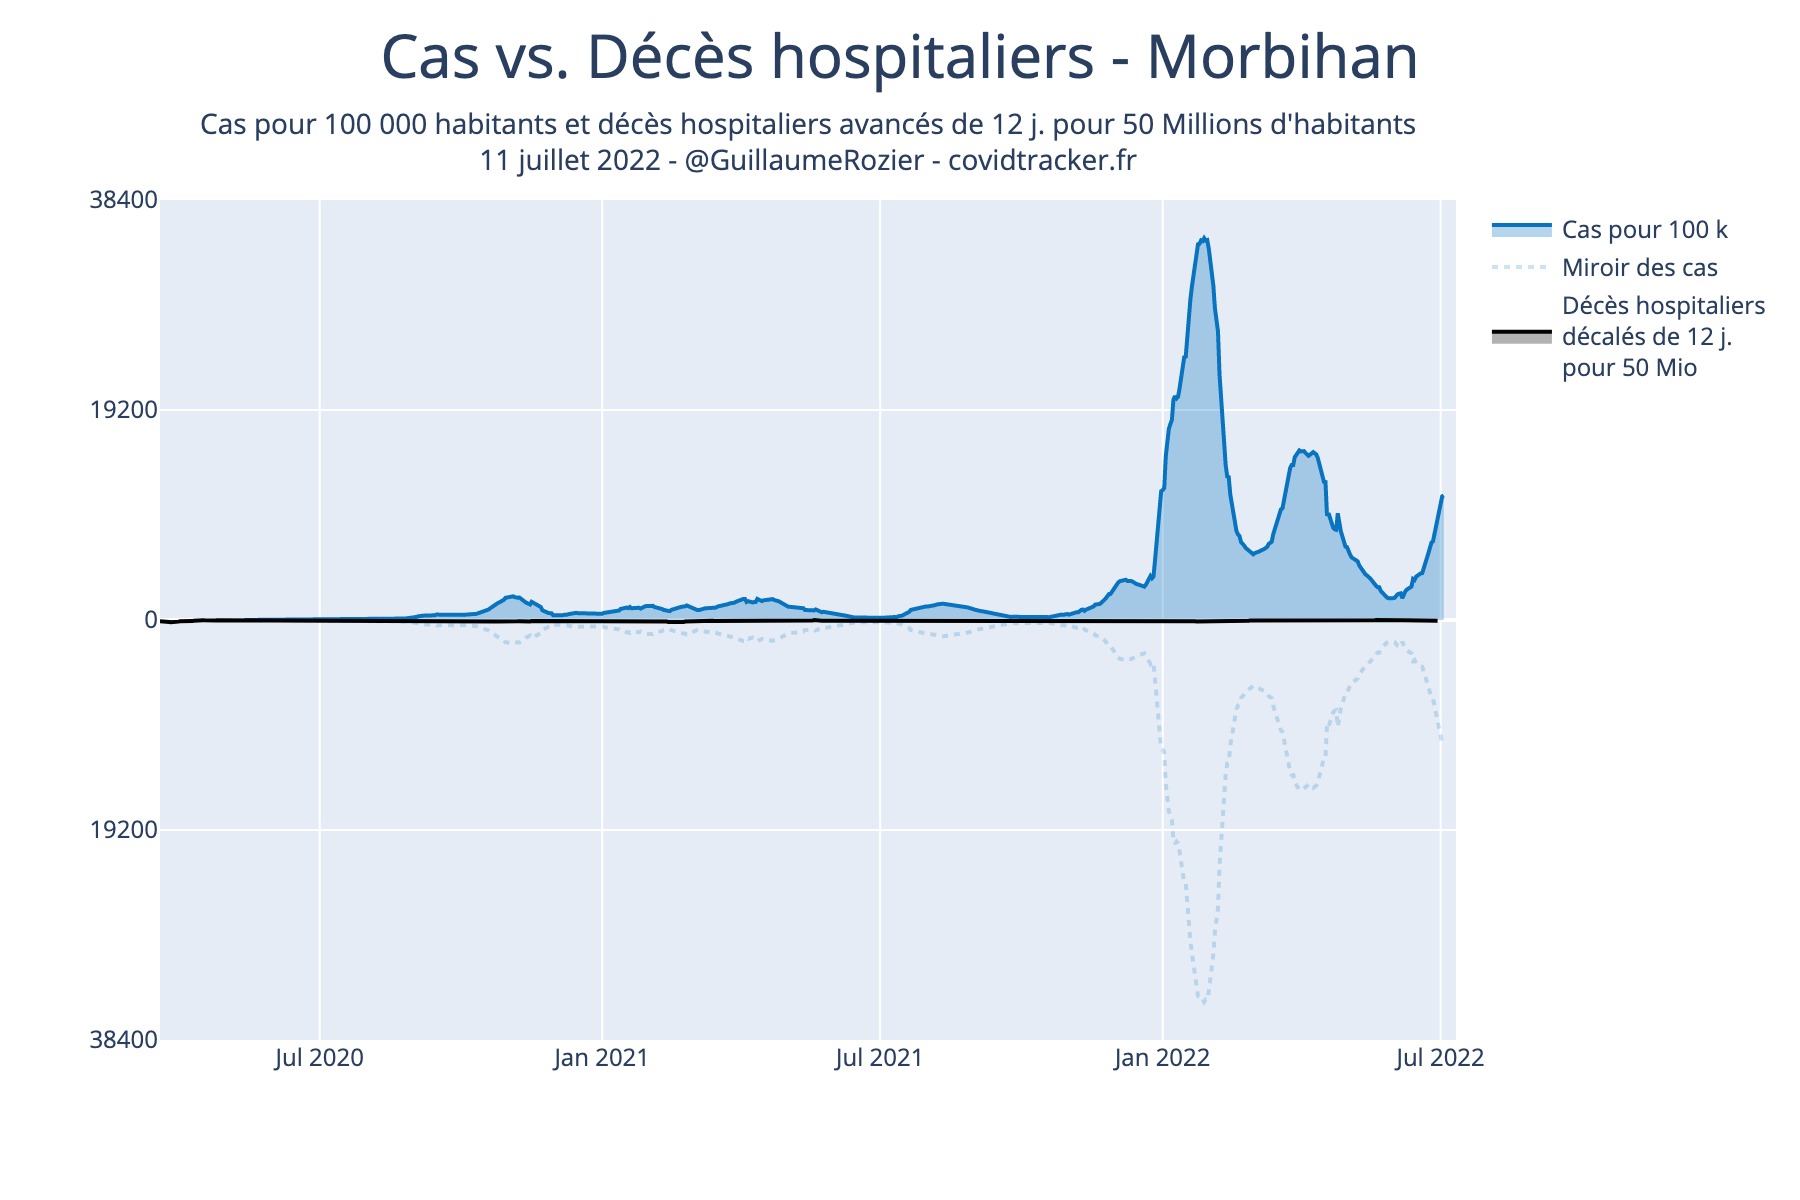 Cas vs. Décès hospitaliers - Morbihan
Cas pour 100 000 habitants et décès hospitaliers avancés de 12 j. pour 50 Millions d'habitants
11 juillet 2022 - @GuillaumeRozier - covidtracker.fr
38400
19200
0
19200
38400
Jul 2020
Jan 2021
Jul 2021
Jan 2022
Jul 2022
Cas pour 100 k
Miroir des cas
Décès hospitaliers
décalés de 12 j.
pour 50 Mio